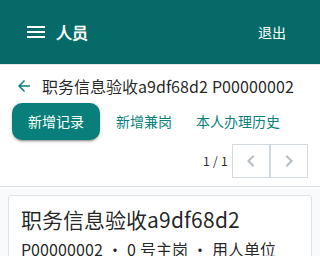 人员
退出
职务信息验收a9df68d2 P00000002
新增记录
新增兼岗
本人办理历史
1 / 1
职务信息验收a9df68d2
P00000002 · 0 号主岗 · 用人单位